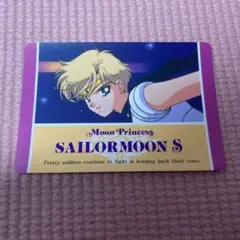 Moon Princess
SAILORMOON S
Pretty soldiers continue to fight in keeping back their tears.